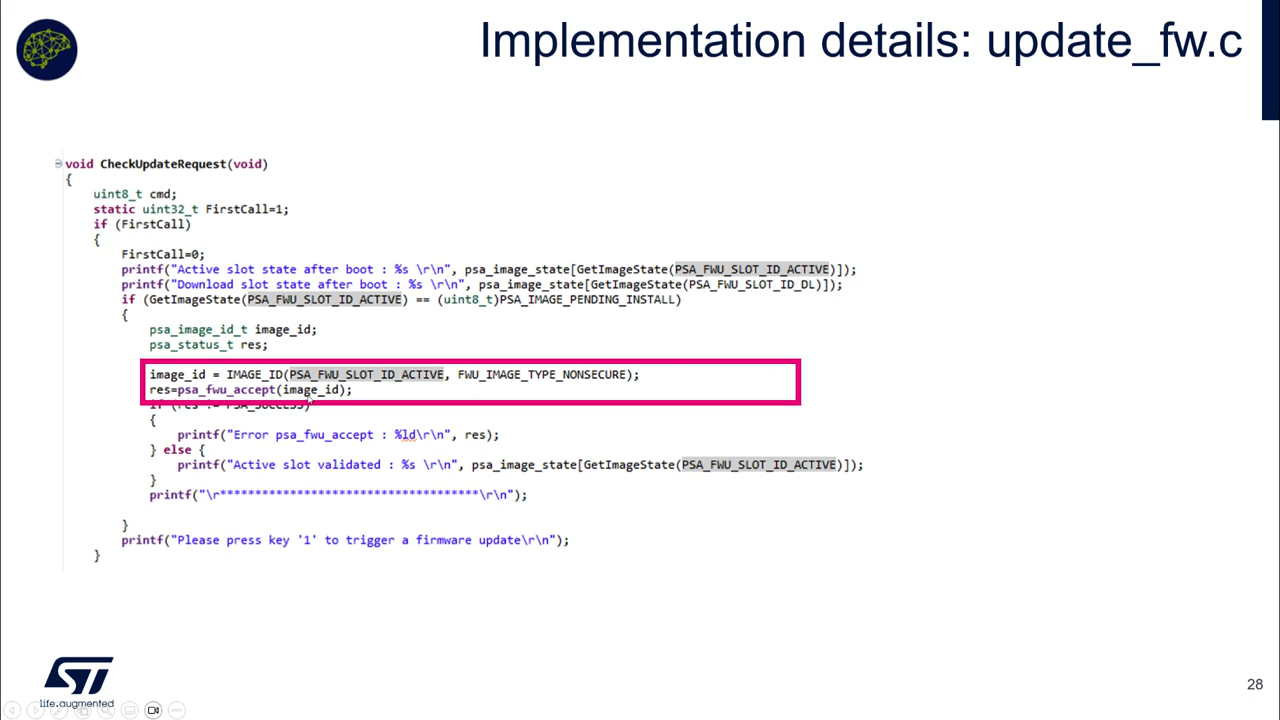 Implementation details: update_fw.c
void CheckUpdateRequest(void)
{
uint8_t cmd;
static uint32_t FirstCall=1;
if (FirstCall)
{
FirstCall=0;
printf("Active slot state after boot : %s \r\n", psa_image_state[GetImageState(PSA_FWU_SLOT_ID_ACTIVE)]);
printf("Download slot state after boot : %s \r\n", psa_image_state[GetImageState(PSA_FWU_SLOT_ID_DL)]);
if (GetImageState(PSA_FWU_SLOT_ID_ACTIVE) == (uint8_t)PSA_IMAGE_PENDING_INSTALL)
{
psa_image_id_t image_id;
psa_status_t res;
image_id = IMAGE_ID(PSA_FWU_SLOT_ID_ACTIVE, FWU_IMAGE_TYPE_NONSECURE);
res=psa_fwu_accept(image_id);
if (res != PSA_SUCCESS)
{
printf("Error psa_fwu_accept : %ld\r\n", res);
} else {
printf("Active slot validated : %s \r\n", psa_image_state[GetImageState(PSA_FWU_SLOT_ID_ACTIVE)]);
}
printf("\r*************************************\r\n");
}
printf("Please press key '1' to trigger a firmware update\r\n");
}
ST
life.augmented
28